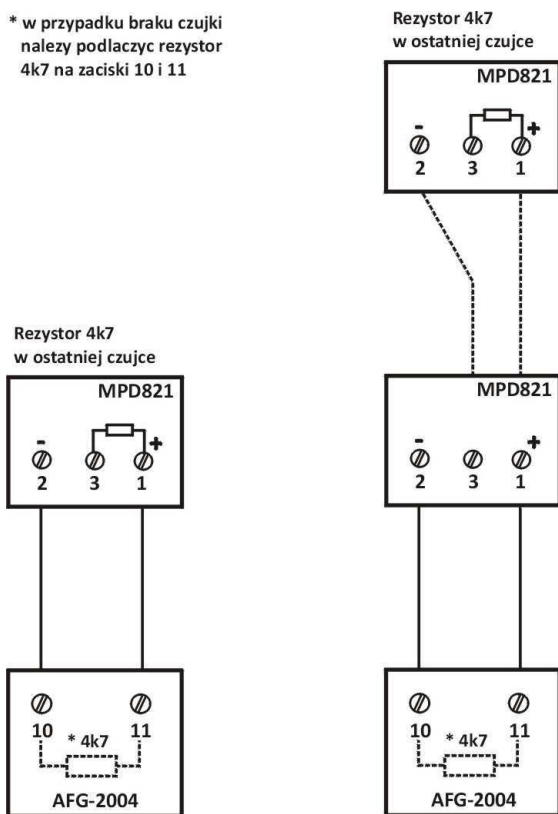 * w przypadku braku czujki
nalezy podlaczyc rezystor
4k7 na zaciski 10 i 11
Rezystor 4k7
w ostatniej czujce
MPD821
- +
2 3 1
MPD821
- +
2 3 1
10 11
* 4k7
AFG-2004
Rezystor 4k7
w ostatniej czujce
MPD821
- +
2 3 1
10 11
* 4k7
AFG-2004